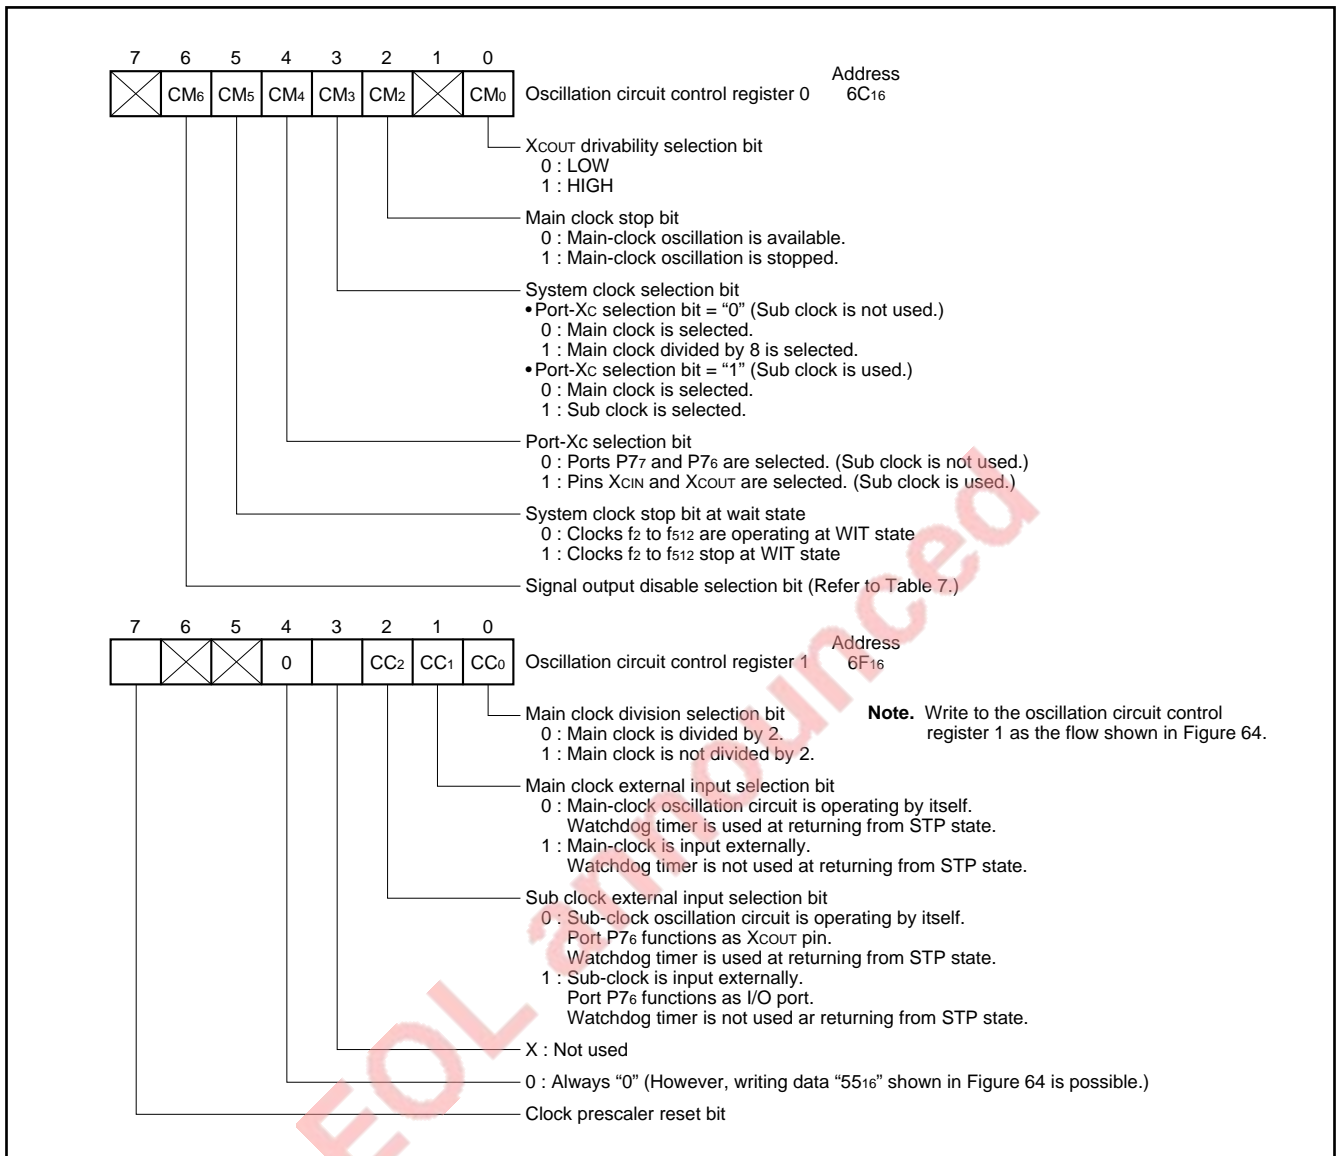 7 6 5 4 3 2 1 0
CM6 CM5 CM4 CM3 CM2 CM0 Oscillation circuit control register 0
Address
6C16
XCOUT drivability selection bit
0 : LOW
1 : HIGH
Main clock stop bit
0 : Main-clock oscillation is available.
1 : Main-clock oscillation is stopped.
System clock selection bit
•Port-XC selection bit = “0” (Sub clock is not used.)
0 : Main clock is selected.
1 : Main clock divided by 8 is selected.
•Port-XC selection bit = “1” (Sub clock is used.)
0 : Main clock is selected.
1 : Sub clock is selected.
Port-Xc selection bit
0 : Ports P77 and P76 are selected. (Sub clock is not used.)
1 : Pins XCIN and XCOUT are selected. (Sub clock is used.)
System clock stop bit at wait state
0 : Clocks f2 to f512 are operating at WIT state
1 : Clocks f2 to f512 stop at WIT state
Signal output disable selection bit (Refer to Table 7.)
7 6 5 4 3 2 1 0
0 CC2 CC1 CC0 Oscillation circuit control register 1
Address
6F16
Main clock division selection bit
0 : Main clock is divided by 2.
1 : Main clock is not divided by 2.
Note. Write to the oscillation circuit control
register 1 as the flow shown in Figure 64.
Main clock external input selection bit
0 : Main-clock oscillation circuit is operating by itself.
Watchdog timer is used at returning from STP state.
1 : Main-clock is input externally.
Watchdog timer is not used at returning from STP state.
Sub clock external input selection bit
0 : Sub-clock oscillation circuit is operating by itself.
Port P76 functions as XCOUT pin.
Watchdog timer is used at returning from STP state.
1 : Sub-clock is input externally.
Port P76 functions as I/O port.
Watchdog timer is not used ar returning from STP state.
X : Not used
0 : Always “0” (However, writing data “5516” shown in Figure 64 is possible.)
Clock prescaler reset bit
EOL announced